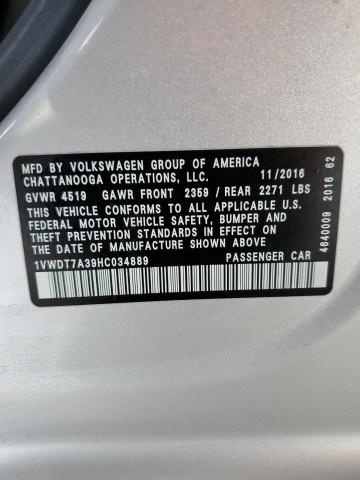 MFD BY VOLKSWAGEN GROUP OF AMERICA
CHATTANOOGA OPERATIONS, LLC. 11/2016
GVWR 4519 GAWR FRONT 2359 / REAR 2271 LBS
THIS VEHICLE CONFORMS TO ALL APPLICABLE U.S.
FEDERAL MOTOR VEHICLE SAFETY, BUMPER AND
THEFT PREVENTION STANDARDS IN EFFECT ON
THE DATE OF MANUFACTURE SHOWN ABOVE.
1VWDT7A39HC034889 PASSENGER CAR
4640009 2016 62